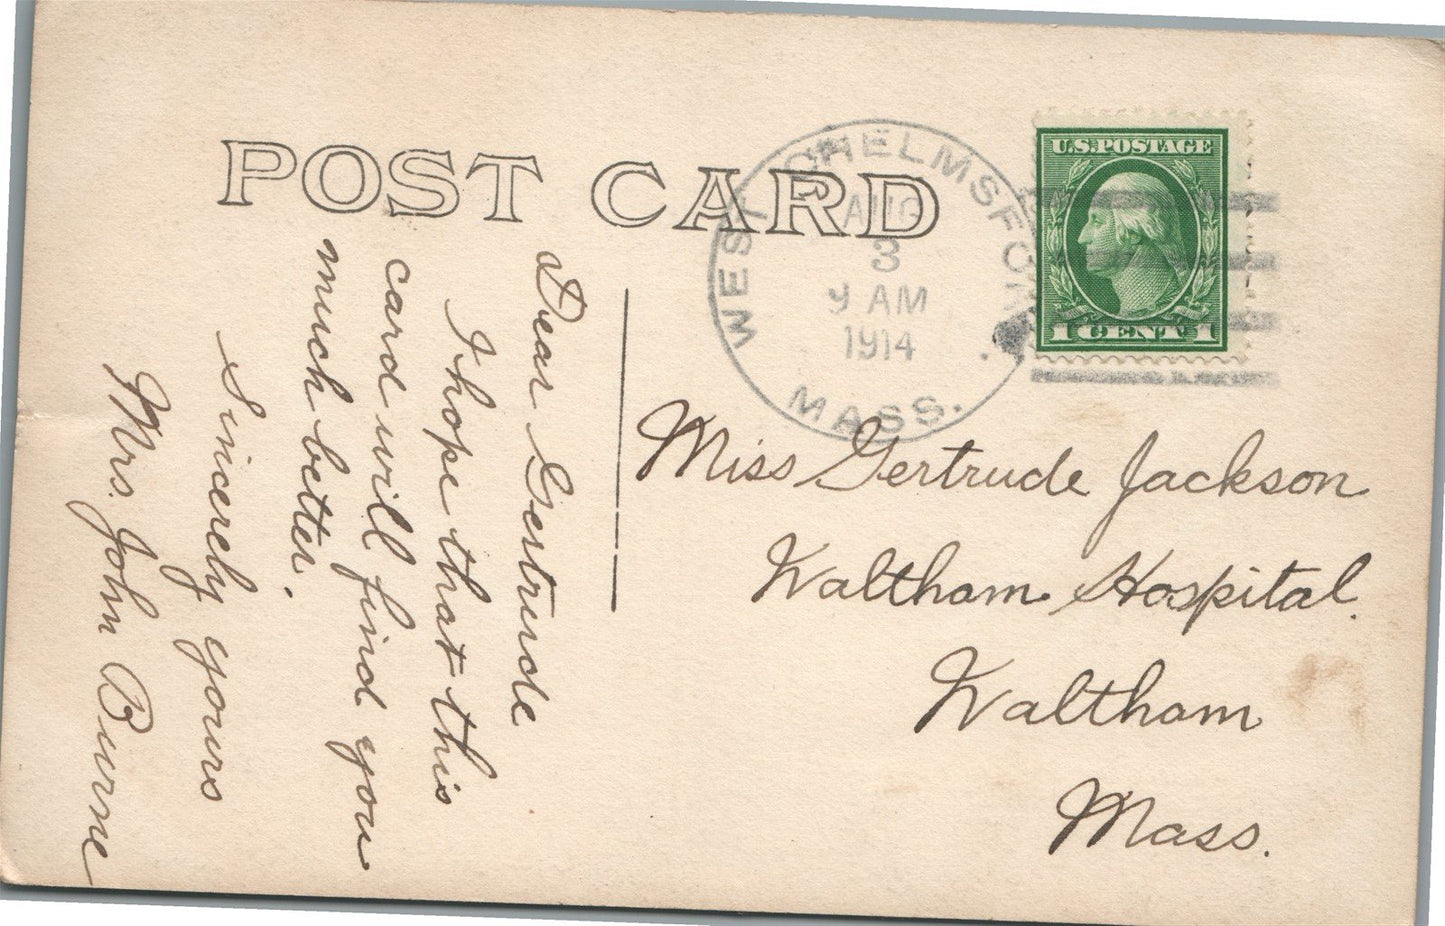 POST CARD
WEST CHELMSFORD
AUG
3
9 AM
1914
MASS.
U.S. POSTAGE
1 CENT 1
Dear Gertrude
I hope that this
card will find you
much better.
Sincerely yours
Mrs. John Burne
Miss Gertrude Jackson
Waltham Hospital.
Waltham
Mass.